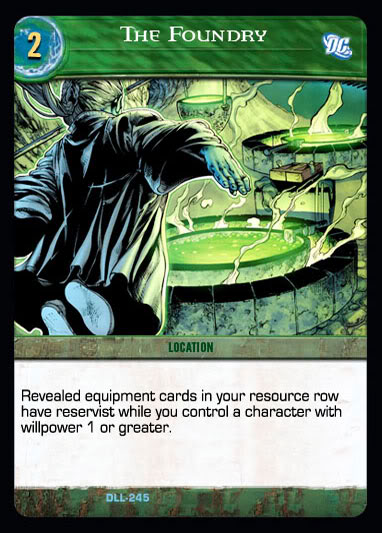 2
The Foundry
DC
LOCATION
Revealed equipment cards in your resource row
have reservist while you control a character with
willpower 1 or greater.
DLL-245